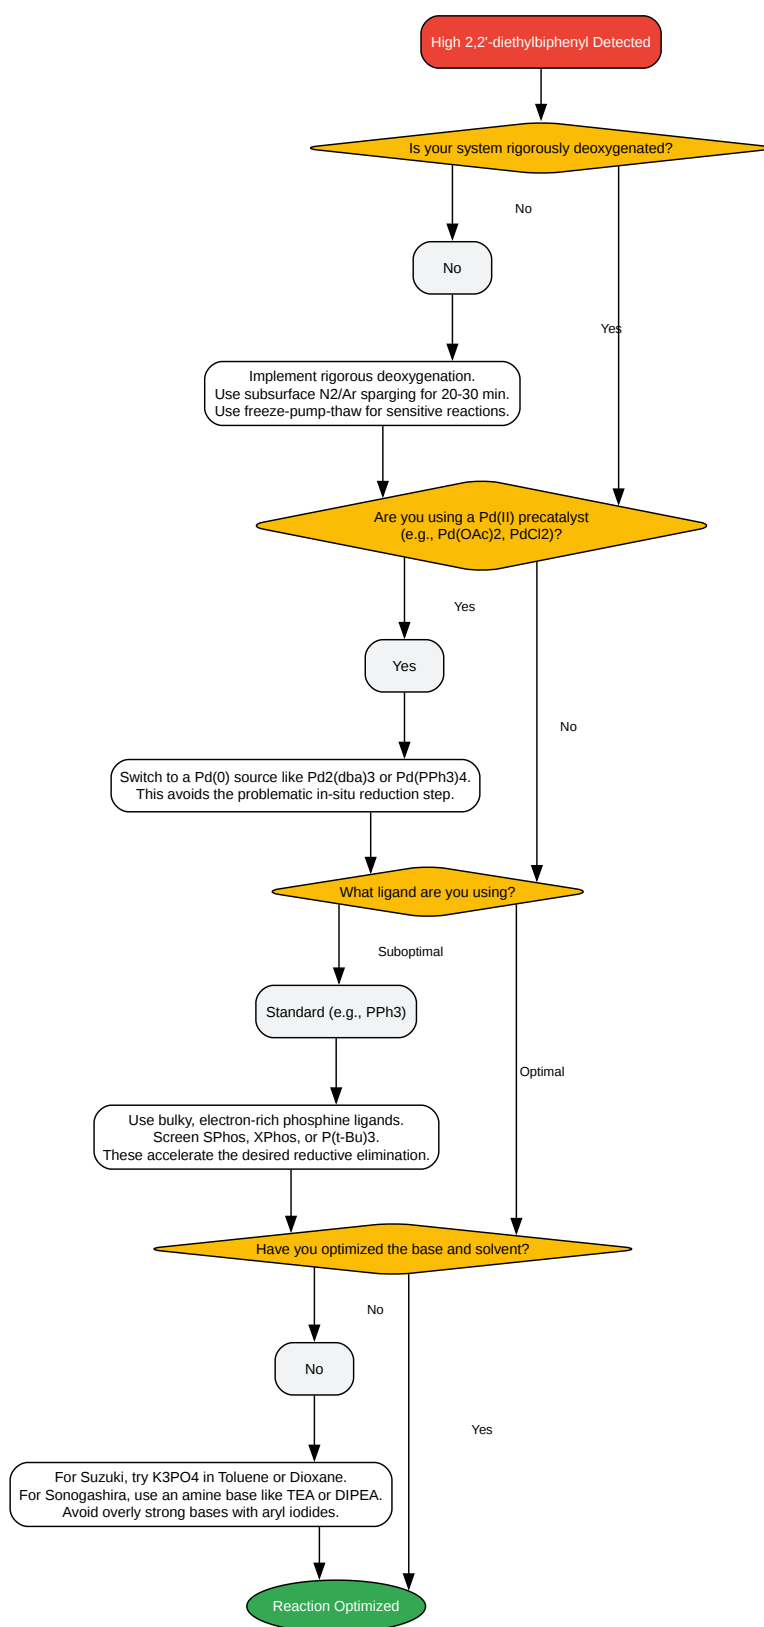 High 2,2'-diethylbiphenyl Detected
Is your system rigorously deoxygenated?
No
No
Yes
Implement rigorous deoxygenation.
Use subsurface N2/Ar sparging for 20-30 min.
Use freeze-pump-thaw for sensitive reactions.
Are you using a Pd(II) precatalyst
(e.g., Pd(OAc)2, PdCl2)?
Yes
Yes
No
Switch to a Pd(0) source like Pd2(dba)3 or Pd(PPh3)4.
This avoids the problematic in-situ reduction step.
What ligand are you using?
Suboptimal
Standard (e.g., PPh3)
Optimal
Use bulky, electron-rich phosphine ligands.
Screen SPhos, XPhos, or P(t-Bu)3.
These accelerate the desired reductive elimination.
Have you optimized the base and solvent?
No
No
Yes
For Suzuki, try K3PO4 in Toluene or Dioxane.
For Sonogashira, use an amine base like TEA or DIPEA.
Avoid overly strong bases with aryl iodides.
Reaction Optimized